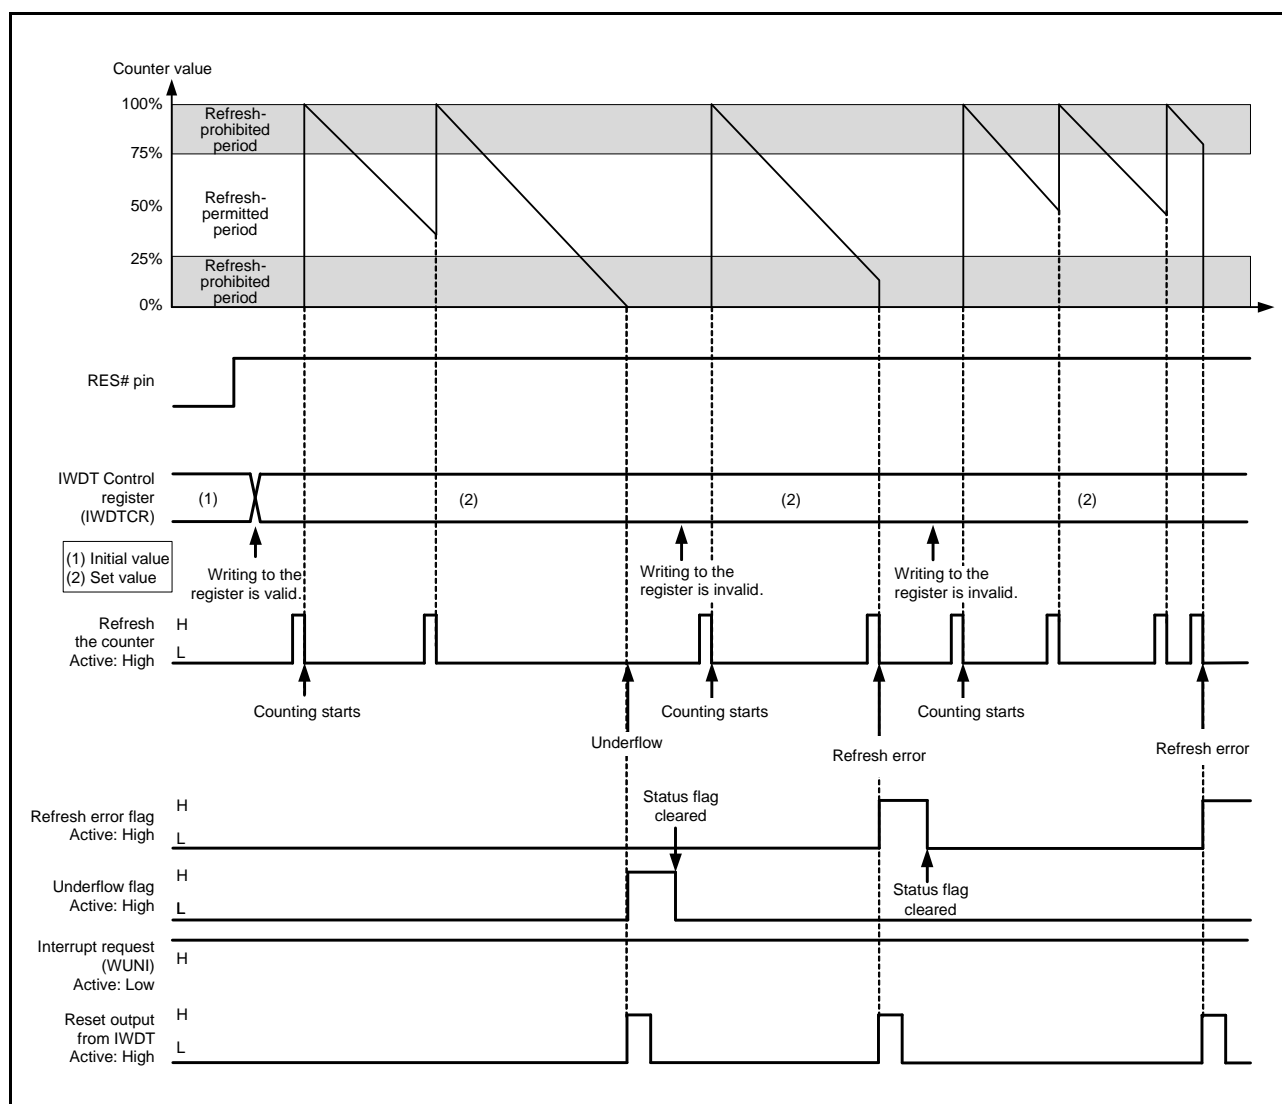 Counter value
100%
Refresh-
prohibited
period
75%
Refresh-
permitted
period
50%
25%
Refresh-
prohibited
period
0%
RES# pin
IWDT Control
register
(IWDTCR)
(1)
(2)
(2)
(2)
(1) Initial value
(2) Set value
Writing to the
register is valid.
Writing to the
register is invalid.
Writing to the
register is invalid.
Refresh
the counter
Active: High
H
L
Counting starts
Counting starts
Counting starts
Underflow
Refresh error
Refresh error
Refresh error flag
Active: High
H
L
Status flag
cleared
Underflow flag
Active: High
H
L
Status flag
cleared
Interrupt request
(WUNI)
Active: Low
H
Reset output
from IWDT
Active: High
H
L